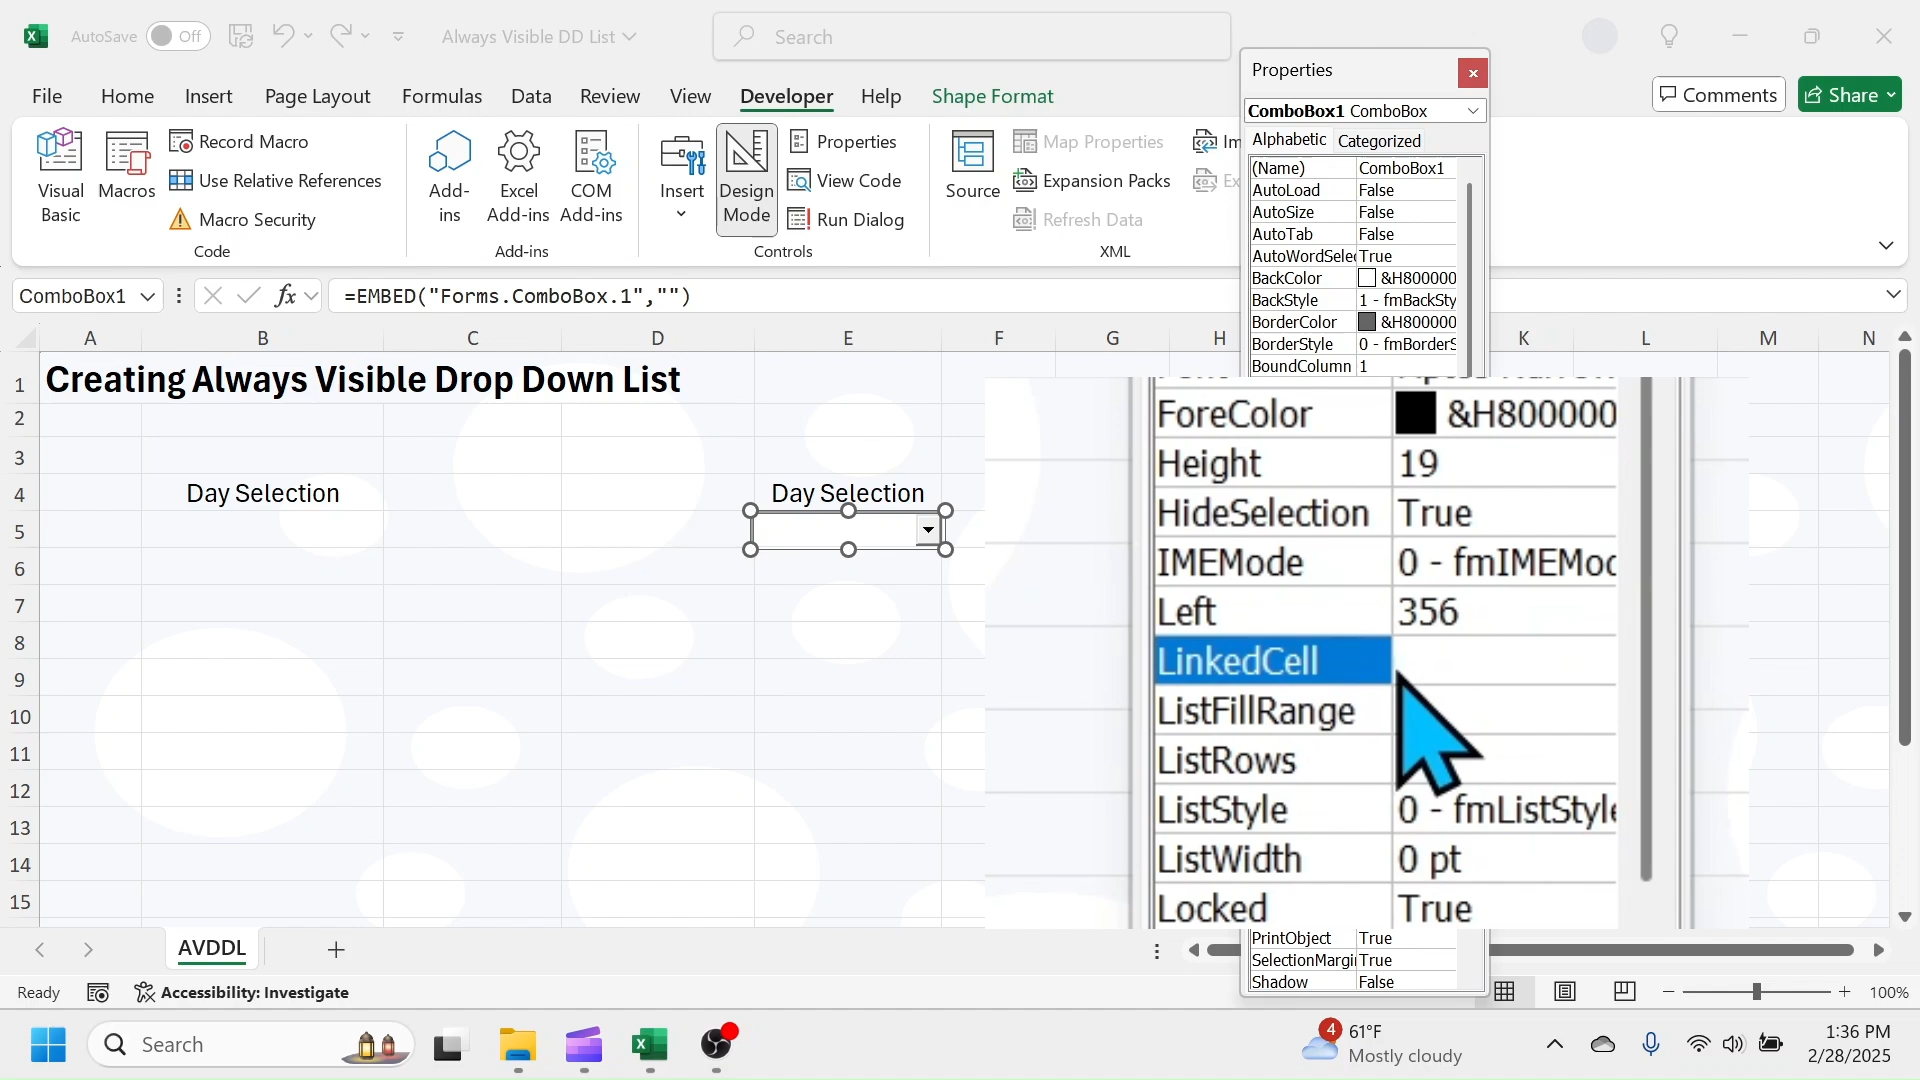 AutoSave Off Always Visible DD List Search
Properties
File Home Insert Page Layout Formulas Data Review View Developer Help Shape Format Comments Share
ComboBox1 ComboBox
Alphabetic Categorized
Visual Basic
Macros
Record Macro
Use Relative References
Macro Security
Code
Add-ins
Excel Add-ins
COM Add-ins
Add-ins
Insert
Design Mode
Properties
View Code
Run Dialog
Controls
Source
Map Properties
Expansion Packs
Refresh Data
Im
Ex
XML
(Name) ComboBox1
AutoLoad False
AutoSize False
AutoTab False
AutoWordSelec True
BackColor &H800000
BackStyle 1 - fmBackSty
BorderColor &H800000
BorderStyle 0 - fmBorderS
BoundColumn 1
ComboBox1 fx =EMBED("Forms.ComboBox.1","")
A B C D E F G H K L M N
1 Creating Always Visible Drop Down List
2
3
4 Day Selection Day Selection
5
6
7
8
9
10
11
12
13
14
15
ForeColor &H800000
Height 19
HideSelection True
IMEMode 0 - fmIMEMod
Left 356
LinkedCell
ListFillRange
ListRows
ListStyle 0 - fmListStyle
ListWidth 0 pt
Locked True
PrintObject True
SelectionMargi True
Shadow False
AVDDL
Ready Accessibility: Investigate 100%
Search
4 61°F
Mostly cloudy
1:36 PM
2/28/2025